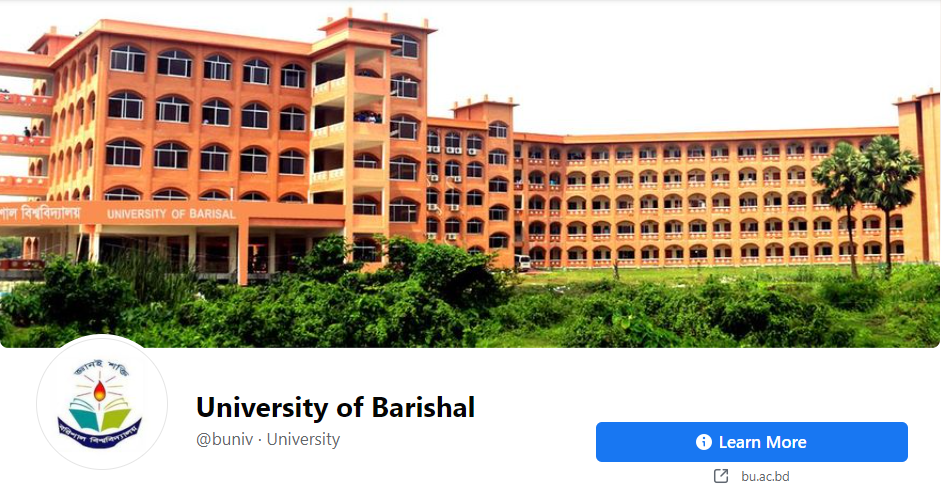 শাল বিশ্ববিদ্যালয় UNIVERSITY OF BARISAL
জ্ঞানই শক্তি
বরিশাল বিশ্ববিদ্যালয়
University of Barishal
@buniv · University
Learn More
bu.ac.bd